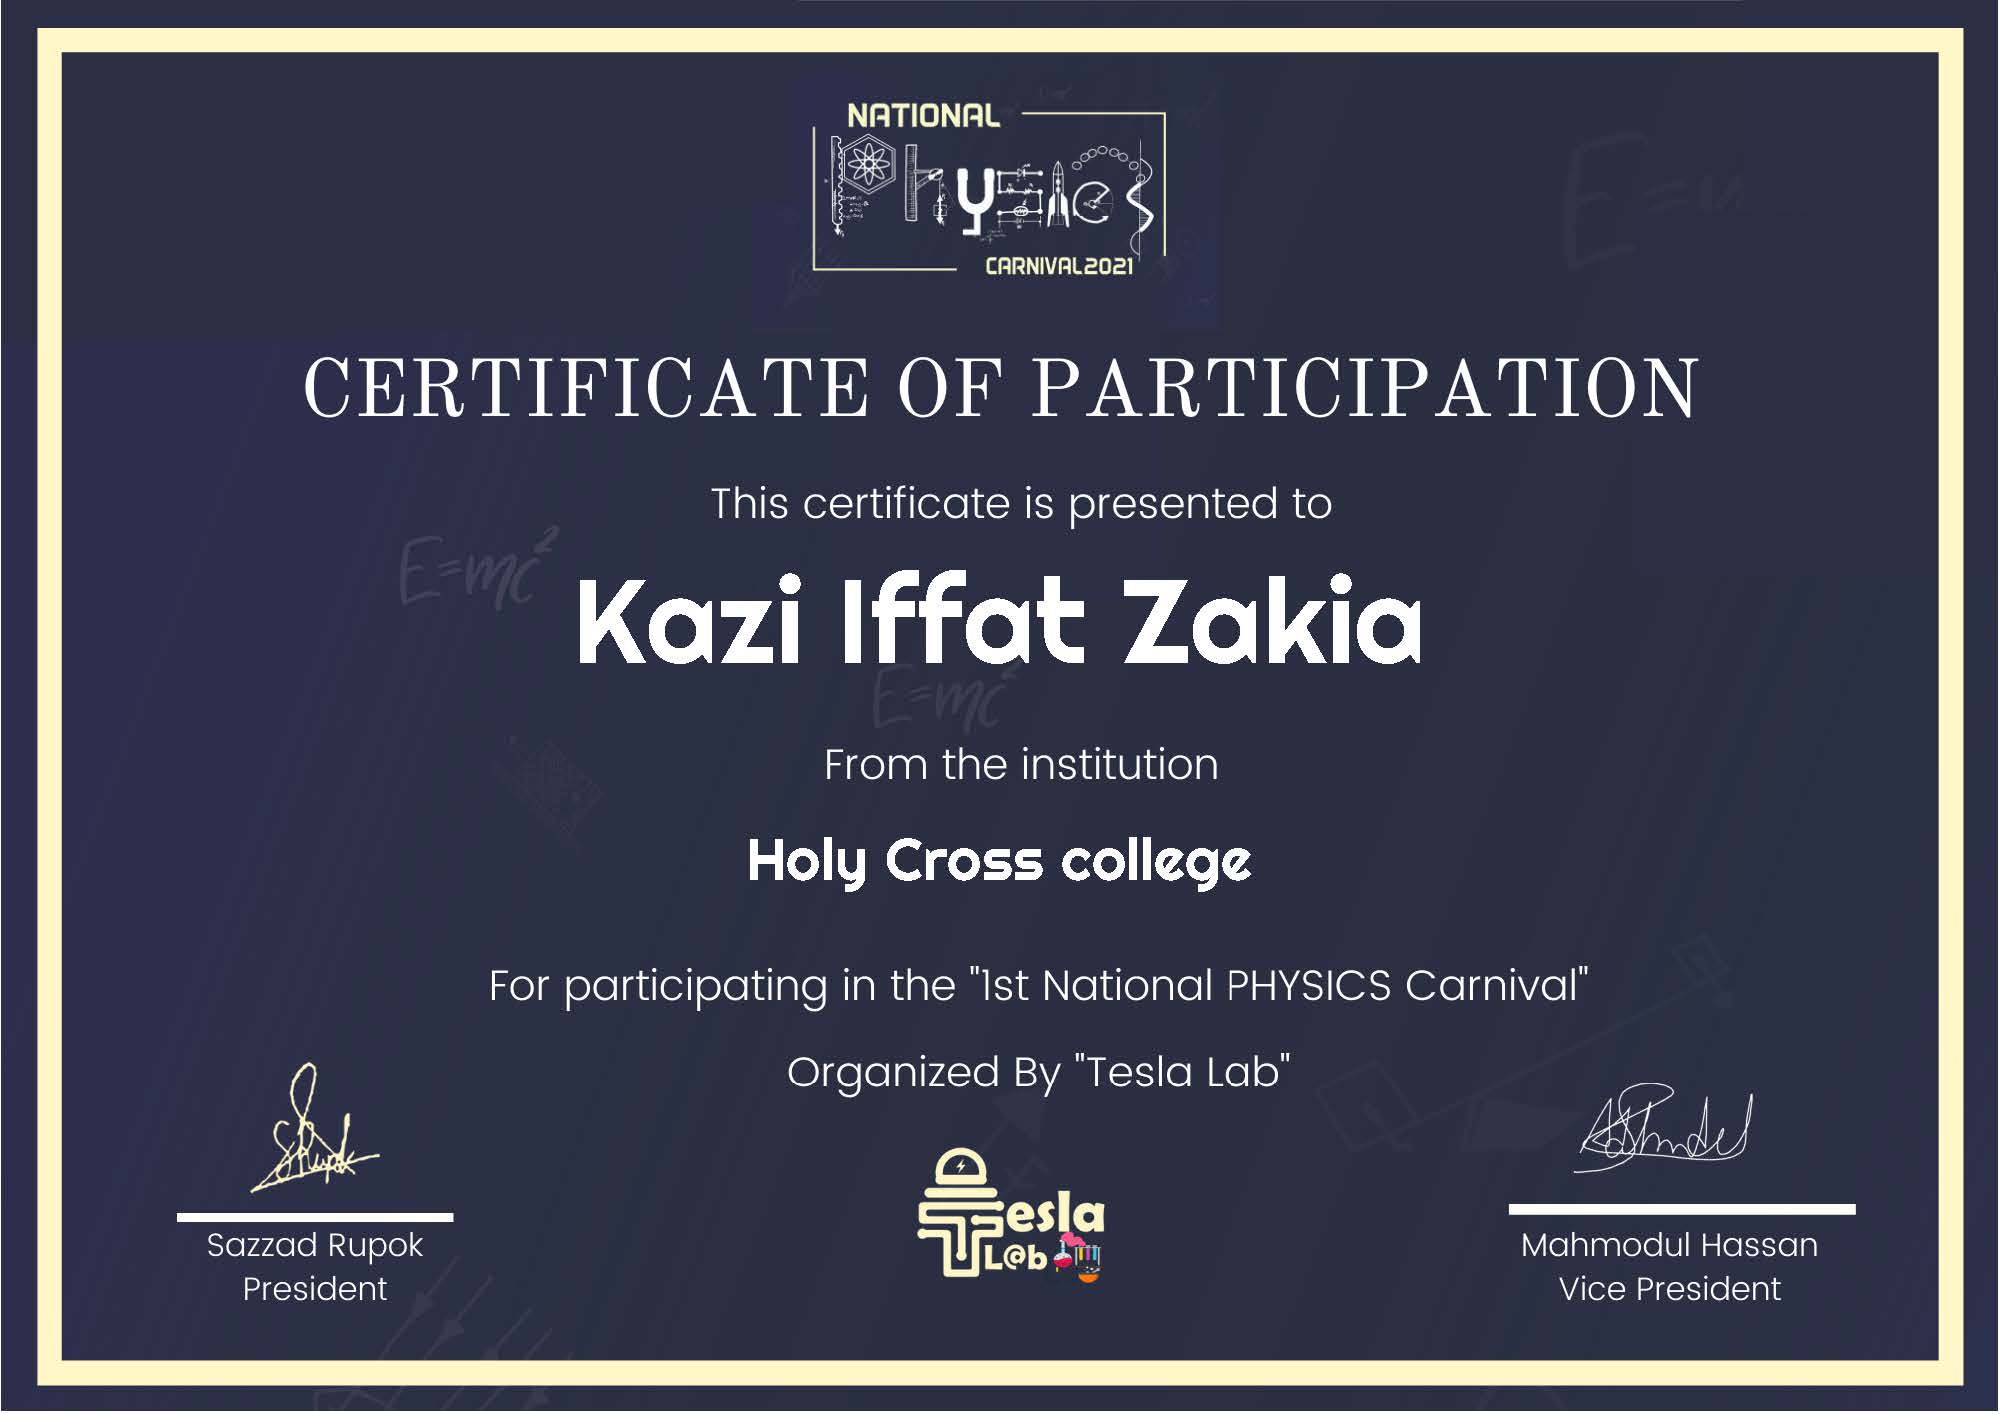 NATIONAL
Physics
CARNIVAL2021
CERTIFICATE OF PARTICIPATION
This certificate is presented to
E=mc²
Kazi Iffat Zakia
E=mc²
From the institution
Holy Cross college
For participating in the "1st National PHYSICS Carnival"
Organized By "Tesla Lab"
Tesla
L@b
Sazzad Rupok
President
Mahmodul Hassan
Vice President